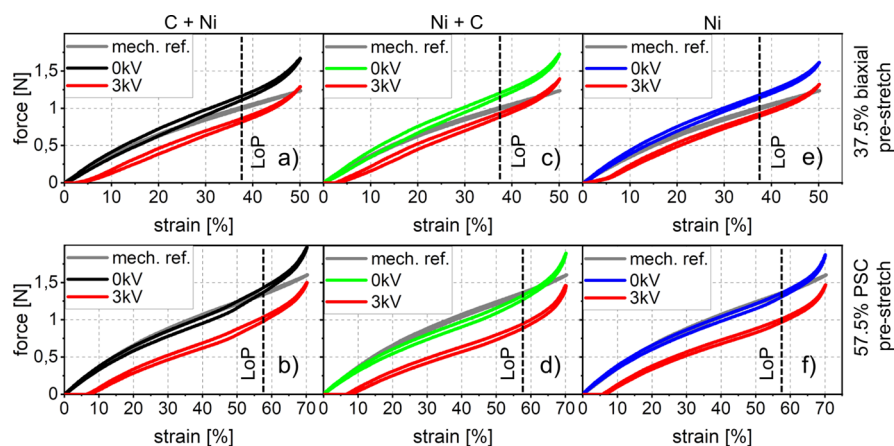 C + Ni
Ni + C
Ni
force [N]
1,5
1
0,5
0
mech. ref.
0kV
3kV
LoP
a)
0 10 20 30 40 50
strain [%]
mech. ref.
0kV
3kV
LoP
c)
0 10 20 30 40 50
strain [%]
mech. ref.
0kV
3kV
LoP
e)
0 10 20 30 40 50
strain [%]
37.5% biaxial
pre-stretch
force [N]
1,5
1
0,5
0
mech. ref.
0kV
3kV
LoP
b)
0 10 20 30 40 50 60 70
strain [%]
mech. ref.
0kV
3kV
LoP
d)
0 10 20 30 40 50 60 70
strain [%]
mech. ref.
0kV
3kV
LoP
f)
0 10 20 30 40 50 60 70
strain [%]
57.5% PSC
pre-stretch